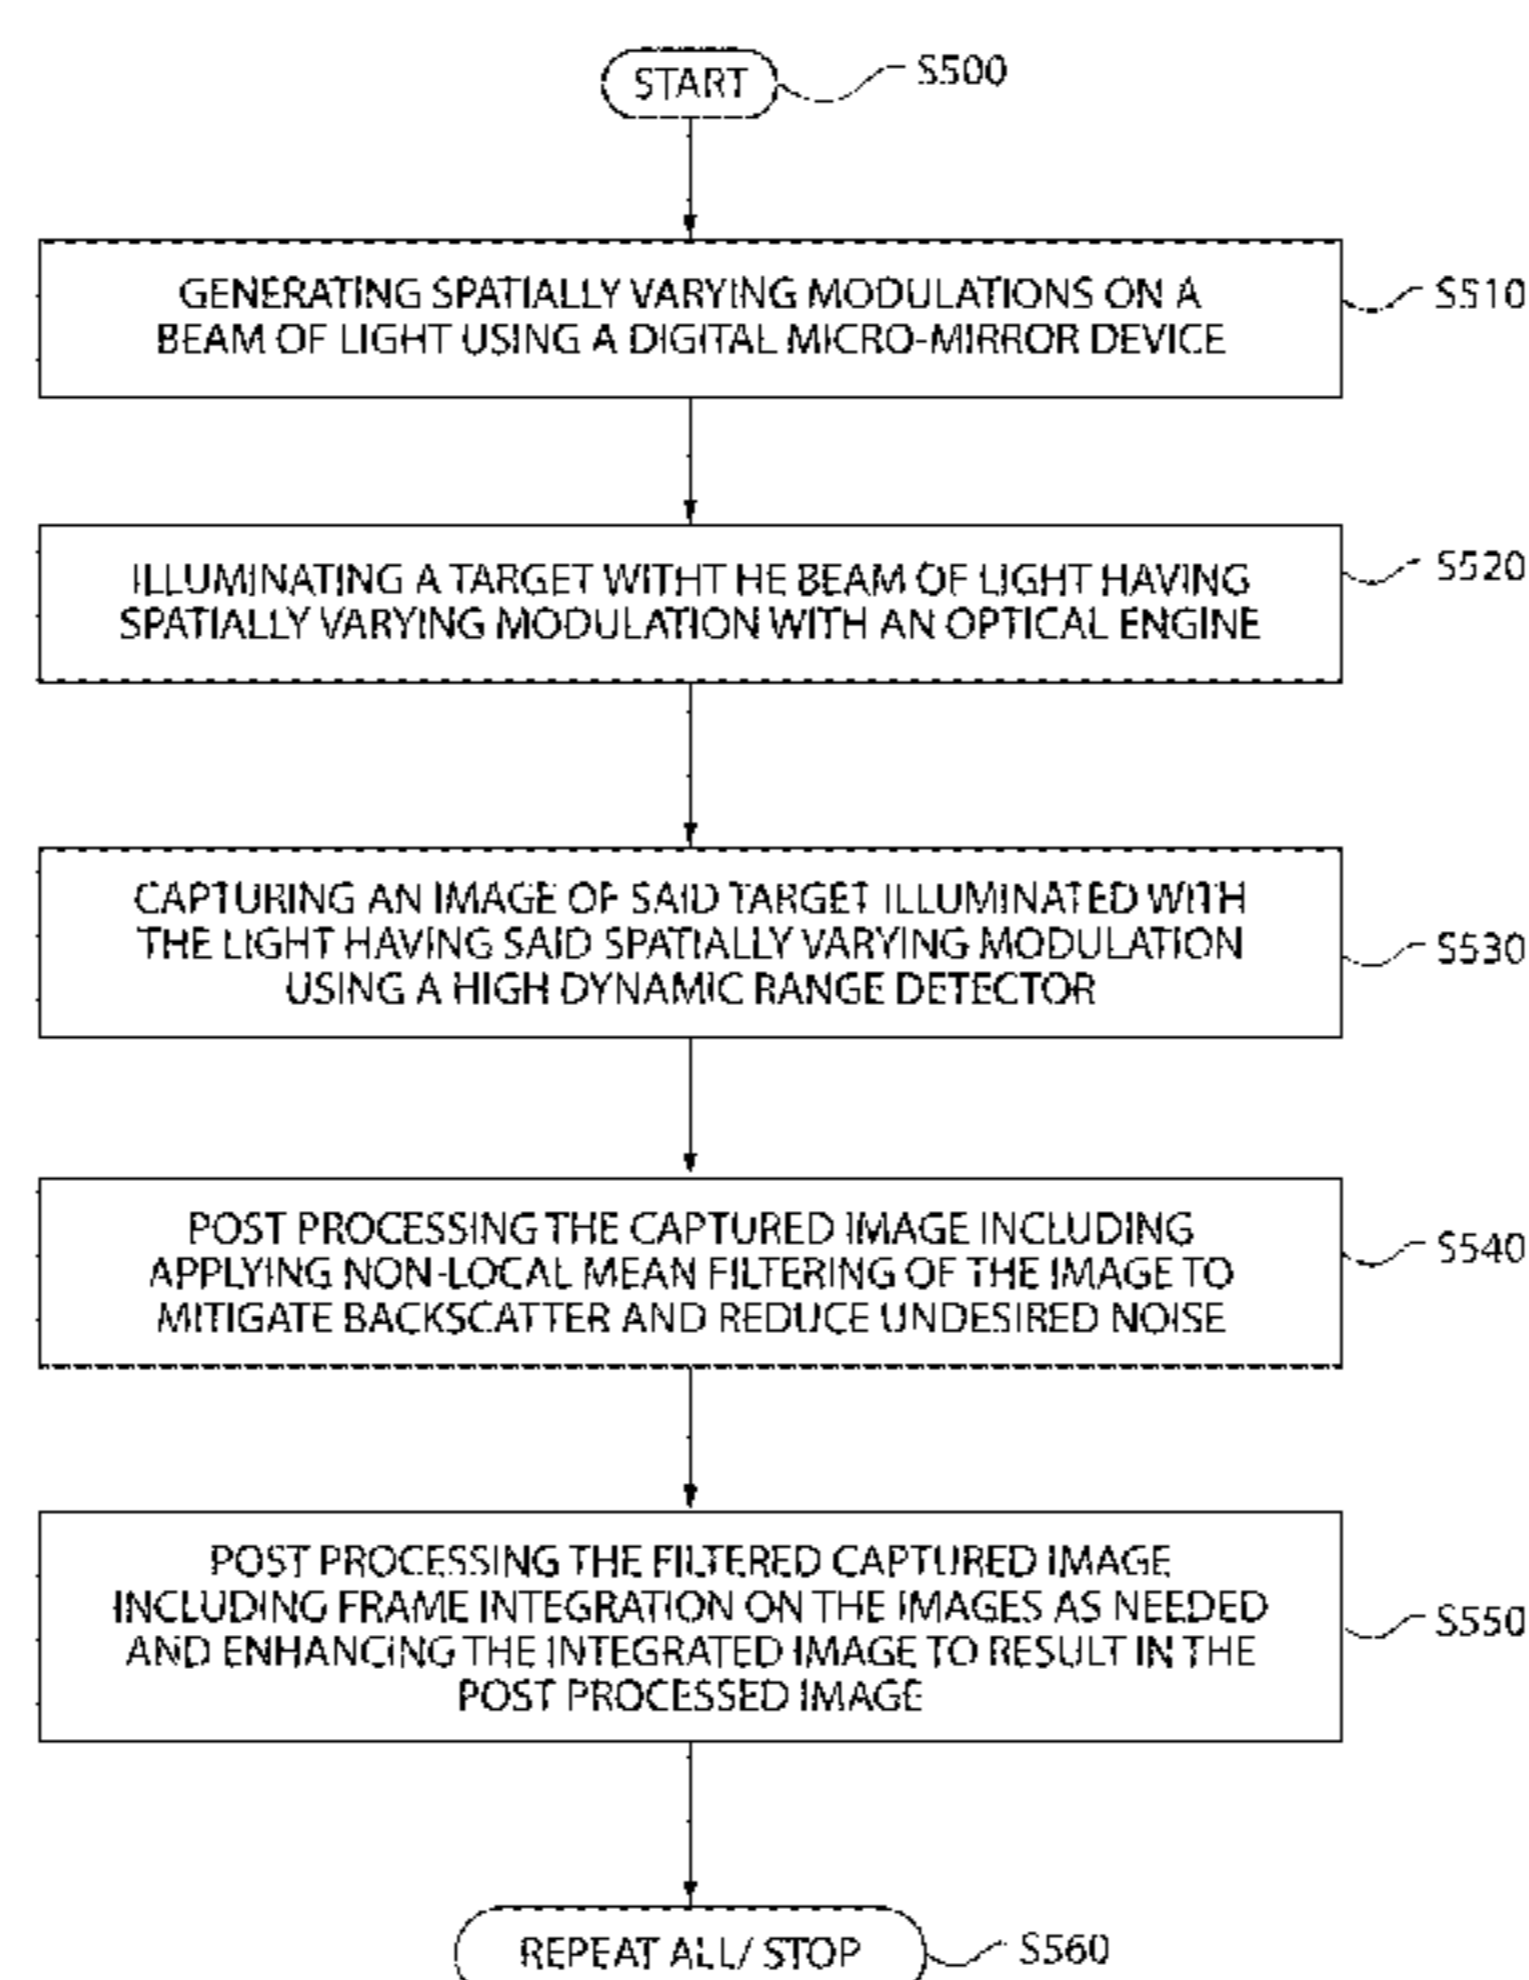 START
S500
GENERATING SPATIALLY VARYING MODULATIONS ON A
BEAM OF LIGHT USING A DIGITAL MICRO-MIRROR DEVICE
S510
ILLUMINATING A TARGET WITHT HE BEAM OF LIGHT HAVING
SPATIALLY VARYING MODULATION WITH AN OPTICAL ENGINE
S520
CAPTURING AN IMAGE OF SAID TARGET ILLUMINATED WITH
THE LIGHT HAVING SAID SPATIALLY VARYING MODULATION
USING A HIGH DYNAMIC RANGE DETECTOR
S530
POST PROCESSING THE CAPTURED IMAGE INCLUDING
APPLYING NON-LOCAL MEAN FILTERING OF THE IMAGE TO
MITIGATE BACKSCATTER AND REDUCE UNDESIRED NOISE
S540
POST PROCESSING THE FILTERED CAPTURED IMAGE
INCLUDING FRAME INTEGRATION ON THE IMAGES AS NEEDED
AND ENHANCING THE INTEGRATED IMAGE TO RESULT IN THE
POST PROCESSED IMAGE
S550
REPEAT ALL/ STOP
S560